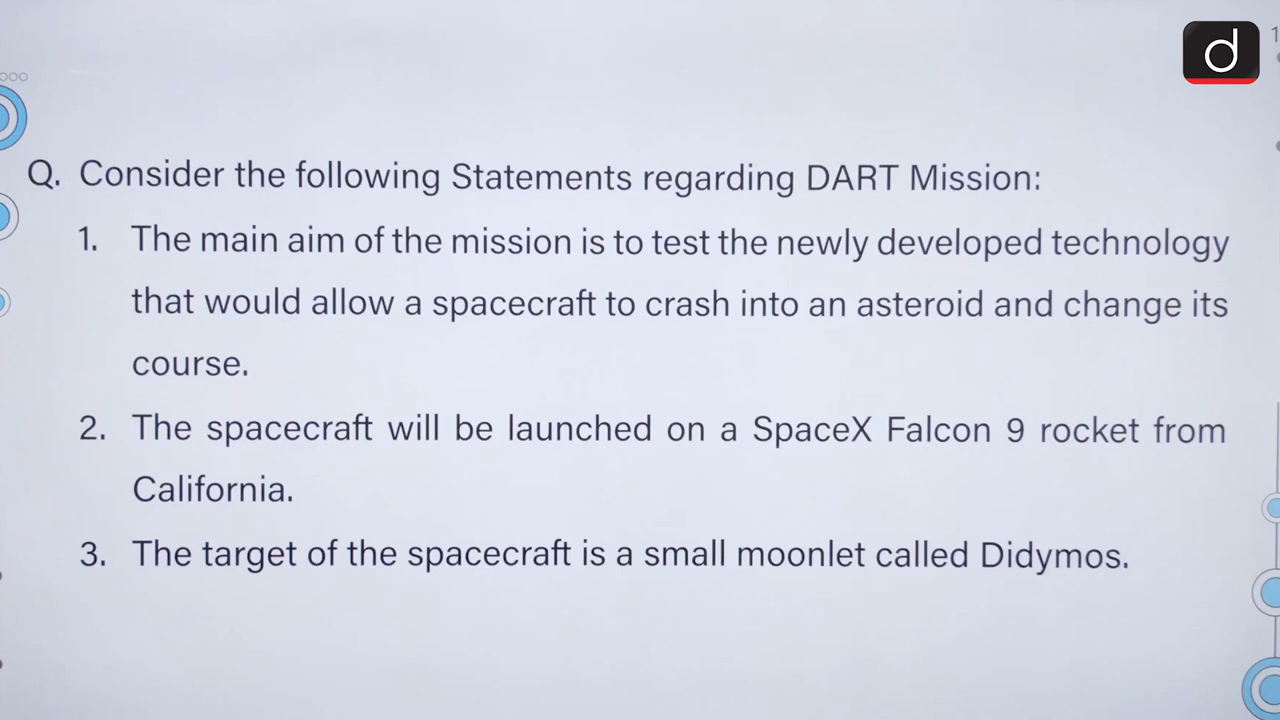 Q. Consider the following Statements regarding DART Mission:
1. The main aim of the mission is to test the newly developed technology
that would allow a spacecraft to crash into an asteroid and change its
course.
2. The spacecraft will be launched on a SpaceX Falcon 9 rocket from
California.
3. The target of the spacecraft is a small moonlet called Didymos.
d
1